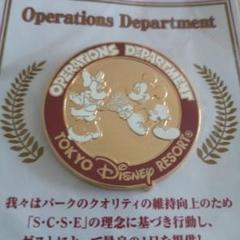 Operations Department
OPERATIONS DEPARTMENT
TOKYO Disney RESORT®
我々はパークのクオリティの維持向上のため
「S・C・S・E」の理念に基づき行動し、